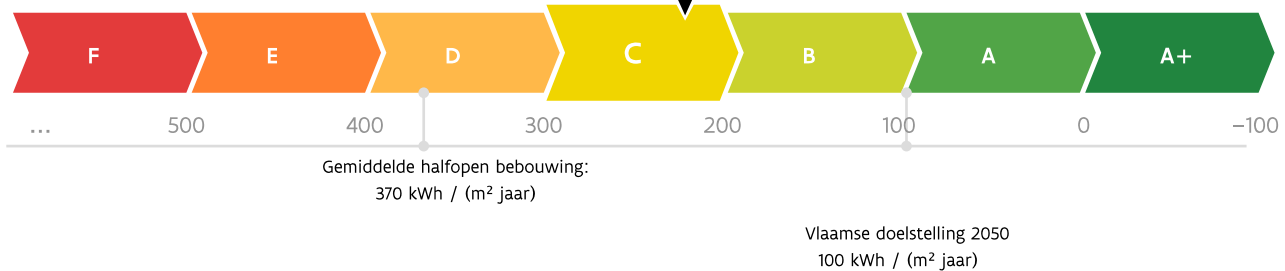 F E D C B A A+
... 500 400 300 200 100 0 −100
Gemiddelde halfopen bebouwing:
370 kWh / (m² jaar)
Vlaamse doelstelling 2050
100 kWh / (m² jaar)